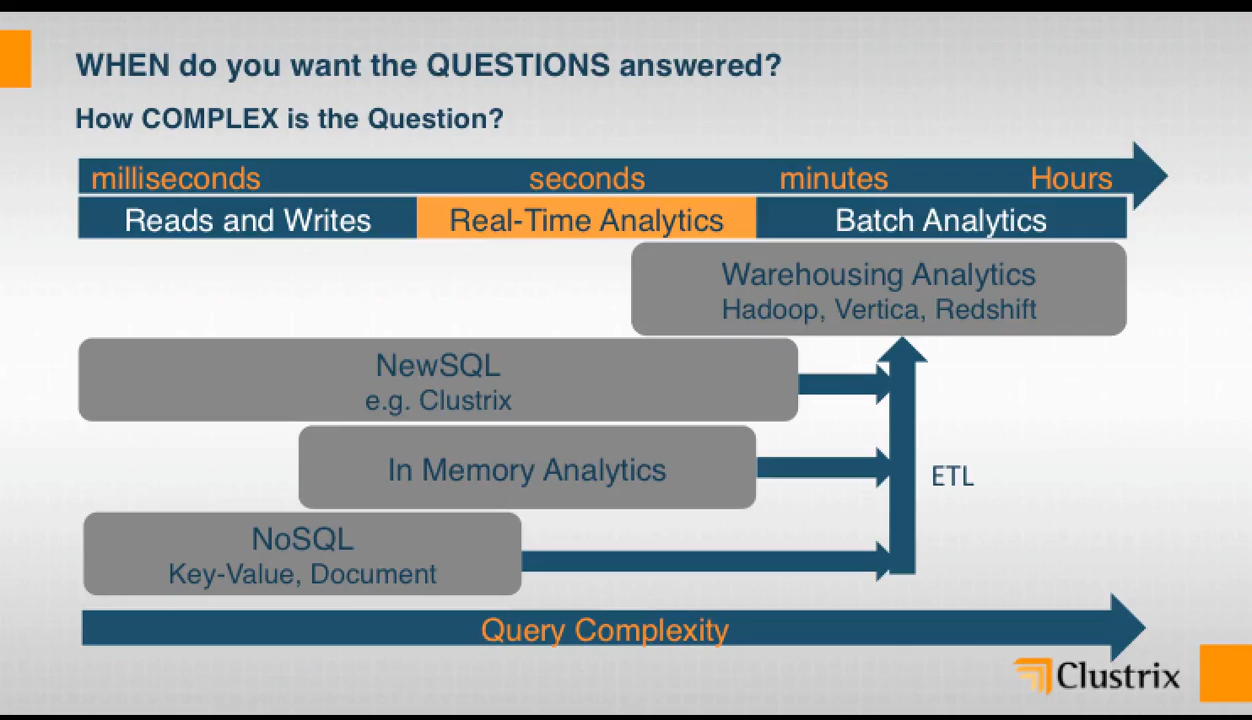 WHEN do you want the QUESTIONS answered?
How COMPLEX is the Question?
milliseconds seconds minutes Hours
Reads and Writes Real-Time Analytics Batch Analytics
Warehousing Analytics
Hadoop, Vertica, Redshift
NewSQL
e.g. Clustrix
In Memory Analytics
ETL
NoSQL
Key-Value, Document
Query Complexity
Clustrix